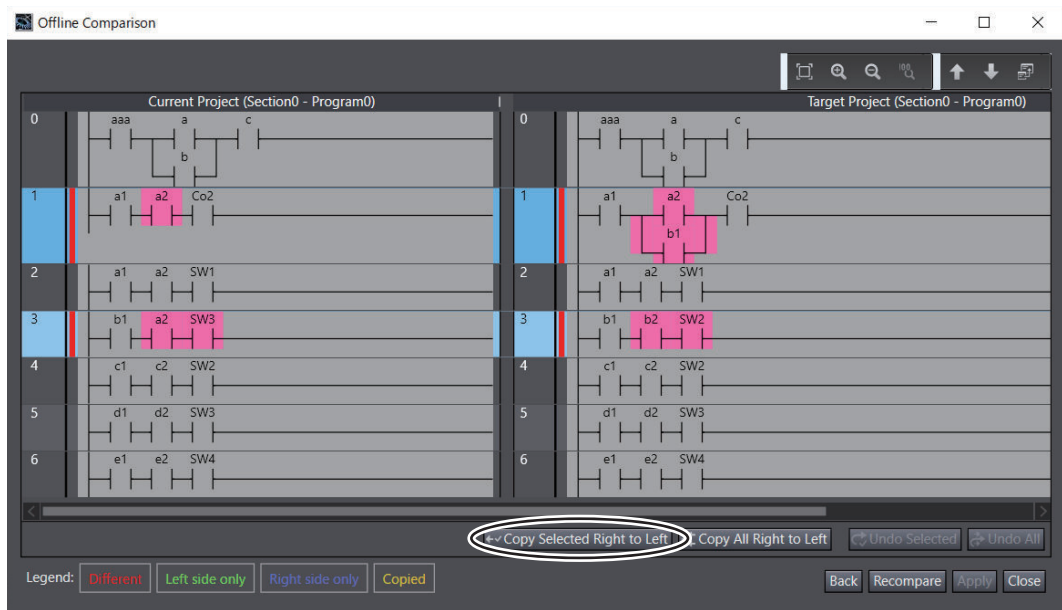 Offline Comparison
Current Project (Section0 - Program0)
Target Project (Section0 - Program0)
0 aaa a c
b
0 aaa a c
b
1 a1 a2 Co2
1 a1 a2 Co2
b1
2 a1 a2 SW1
2 a1 a2 SW1
3 b1 a2 SW3
3 b1 b2 SW2
4 c1 c2 SW2
4 c1 c2 SW2
5 d1 d2 SW3
5 d1 d2 SW3
6 e1 e2 SW4
6 e1 e2 SW4
Copy Selected Right to Left Copy All Right to Left Undo Selected Undo All
Legend: Different Left side only Right side only Copied Back Recompare Apply Close